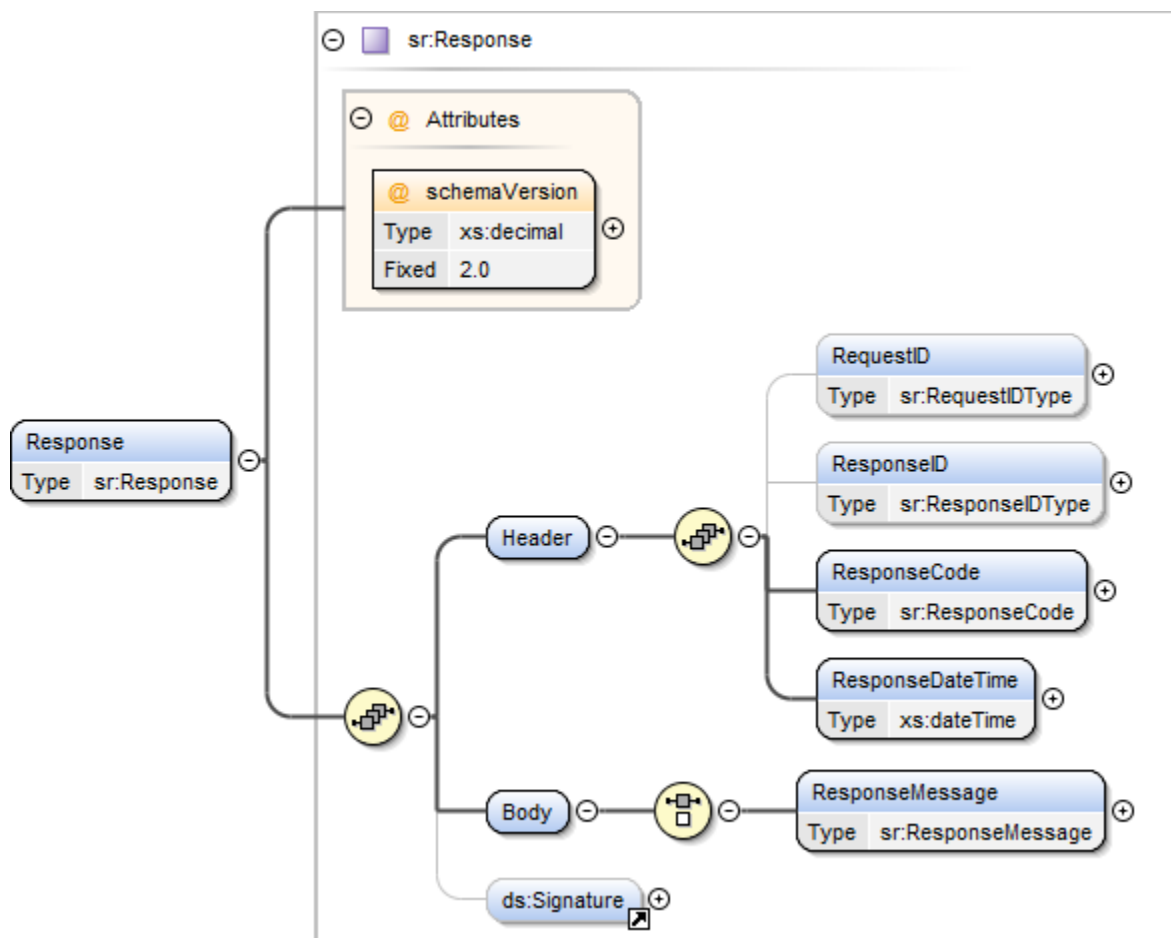 sr:Response
@ Attributes
@ schemaVersion
Type xs:decimal
Fixed 2.0
RequestID
Type sr:RequestIDType
ResponseID
Type sr:ResponseIDType
Response
Type sr:Response
Header
ResponseCode
Type sr:ResponseCode
ResponseDateTime
Type xs:dateTime
Body
ResponseMessage
Type sr:ResponseMessage
ds:Signature